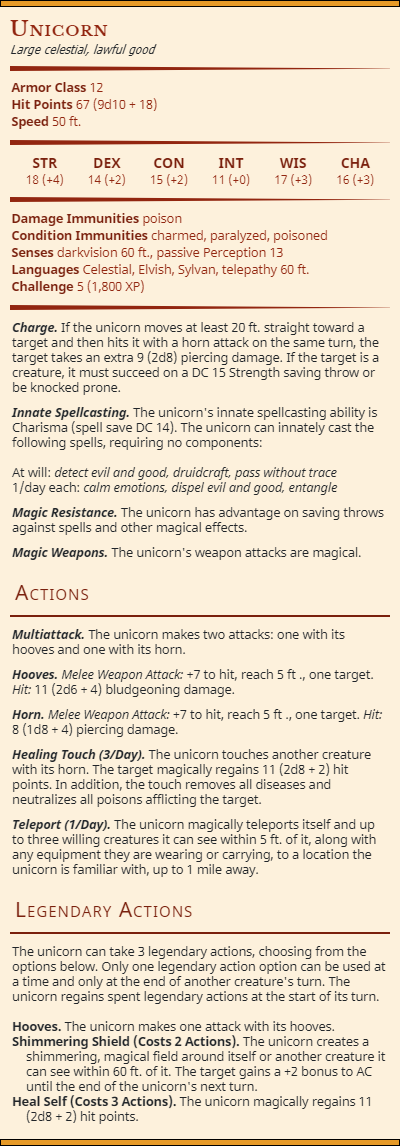 Unicorn
Large celestial, lawful good
Armor Class 12
Hit Points 67 (9d10 + 18)
Speed 50 ft.
STR DEX CON INT WIS CHA
18 (+4) 14 (+2) 15 (+2) 11 (+0) 17 (+3) 16 (+3)
Damage Immunities poison
Condition Immunities charmed, paralyzed, poisoned
Senses darkvision 60 ft., passive Perception 13
Languages Celestial, Elvish, Sylvan, telepathy 60 ft.
Challenge 5 (1,800 XP)
Charge. If the unicorn moves at least 20 ft. straight toward a
target and then hits it with a horn attack on the same turn, the
target takes an extra 9 (2d8) piercing damage. If the target is a
creature, it must succeed on a DC 15 Strength saving throw or
be knocked prone.
Innate Spellcasting. The unicorn's innate spellcasting ability is
Charisma (spell save DC 14). The unicorn can innately cast the
following spells, requiring no components:
At will: detect evil and good, druidcraft, pass without trace
1/day each: calm emotions, dispel evil and good, entangle
Magic Resistance. The unicorn has advantage on saving throws
against spells and other magical effects.
Magic Weapons. The unicorn's weapon attacks are magical.
Actions
Multiattack. The unicorn makes two attacks: one with its
hooves and one with its horn.
Hooves. Melee Weapon Attack: +7 to hit, reach 5 ft ., one target.
Hit: 11 (2d6 + 4) bludgeoning damage.
Horn. Melee Weapon Attack: +7 to hit, reach 5 ft ., one target. Hit:
8 (1d8 + 4) piercing damage.
Healing Touch (3/Day). The unicorn touches another creature
with its horn. The target magically regains 11 (2d8 + 2) hit
points. In addition, the touch removes all diseases and
neutralizes all poisons afflicting the target.
Teleport (1/Day). The unicorn magically teleports itself and up
to three willing creatures it can see within 5 ft. of it, along with
any equipment they are wearing or carrying, to a location the
unicorn is familiar with, up to 1 mile away.
Legendary Actions
The unicorn can take 3 legendary actions, choosing from the
options below. Only one legendary action option can be used at
a time and only at the end of another creature's turn. The
unicorn regains spent legendary actions at the start of its turn.
Hooves. The unicorn makes one attack with its hooves.
Shimmering Shield (Costs 2 Actions). The unicorn creates a
shimmering, magical field around itself or another creature it
can see within 60 ft. of it. The target gains a +2 bonus to AC
until the end of the unicorn's next turn.
Heal Self (Costs 3 Actions). The unicorn magically regains 11
(2d8 + 2) hit points.